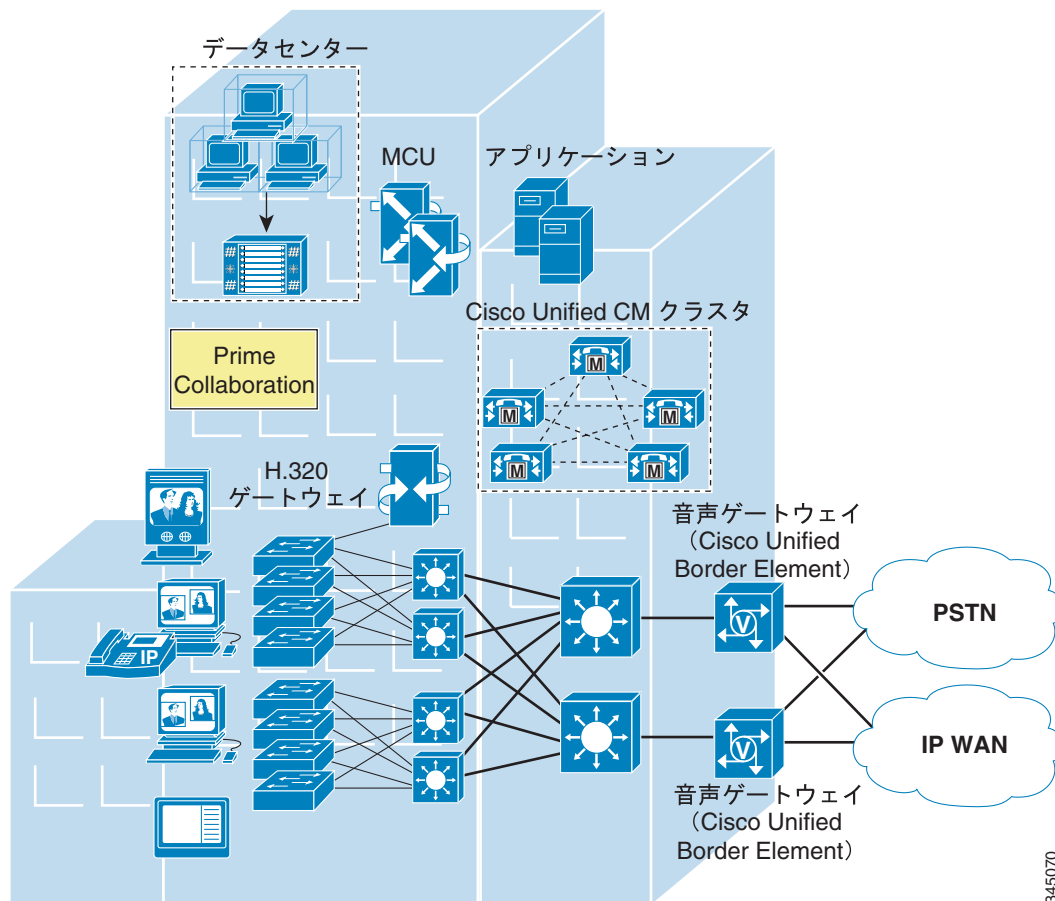 データセンター
MCU
アプリケーション
Cisco Unified CM クラスタ
Prime
Collaboration
M
M
M
M
M
H.320
ゲートウェイ
音声ゲートウェイ
（Cisco Unified
Border Element）
IP
V
PSTN
V
IP WAN
音声ゲートウェイ
（Cisco Unified
Border Element）
345070